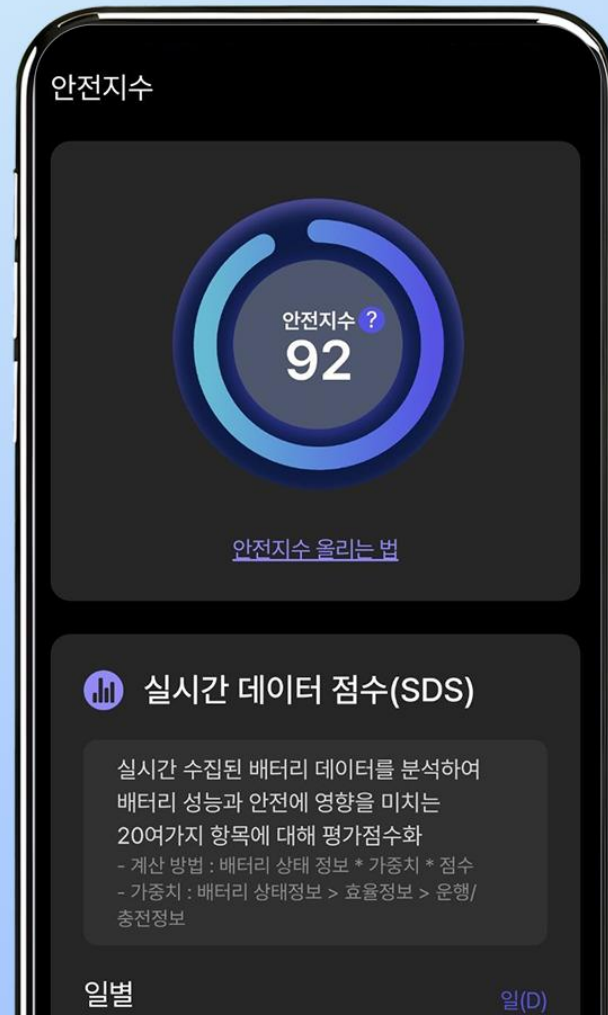 안전지수
안전지수 ?
92
안전지수 올리는 법
실시간 데이터 점수(SDS)
실시간 수집된 배터리 데이터를 분석하여
배터리 성능과 안전에 영향을 미치는
20여가지 항목에 대해 평가점수화
- 계산 방법 : 배터리 상태 정보 * 가중치 * 점수
- 가중치 : 배터리 상태정보 > 효율정보 > 운행/
충전정보
일별
일(D)